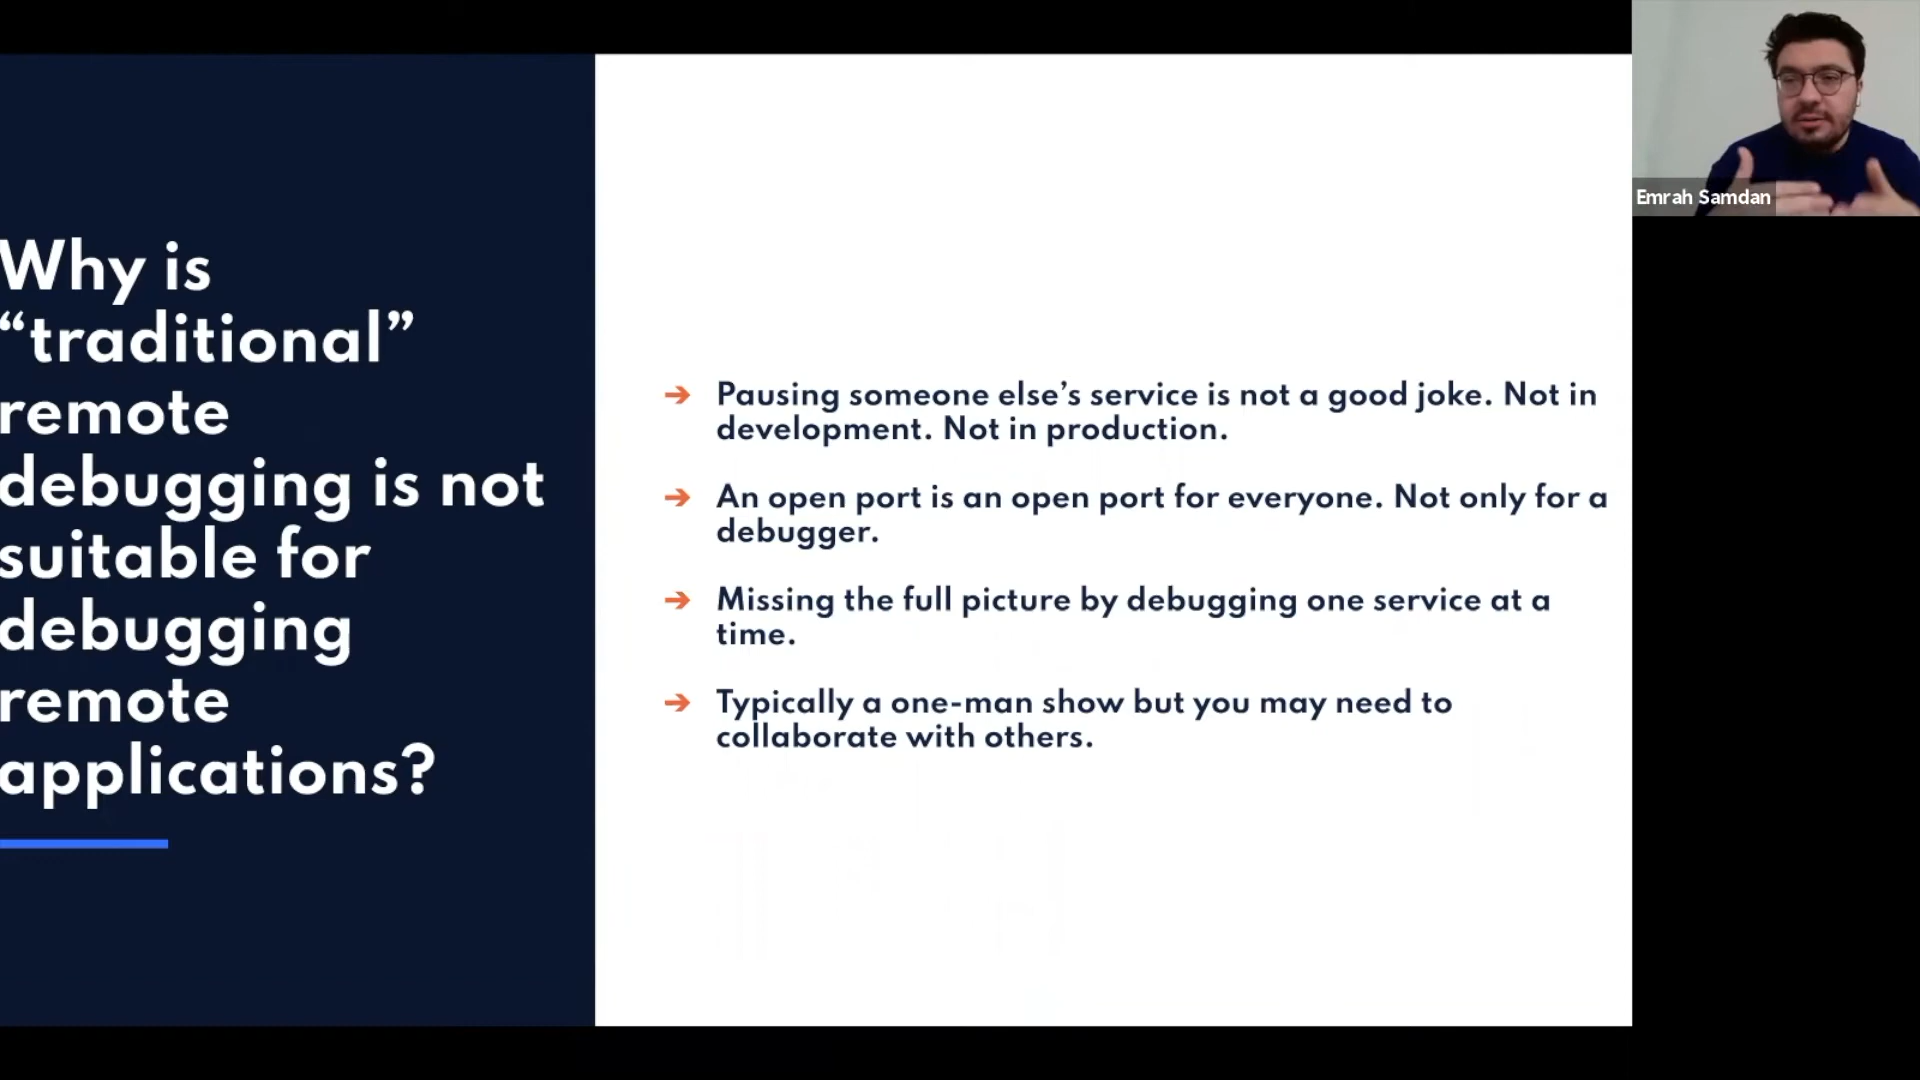 Why is
“traditional”
remote
debugging is not
suitable for
debugging
remote
applications?
➔ Pausing someone else’s service is not a good joke. Not in
development. Not in production.
➔ An open port is an open port for everyone. Not only for a
debugger.
➔ Missing the full picture by debugging one service at a
time.
➔ Typically a one-man show but you may need to
collaborate with others.
Emrah Samdan